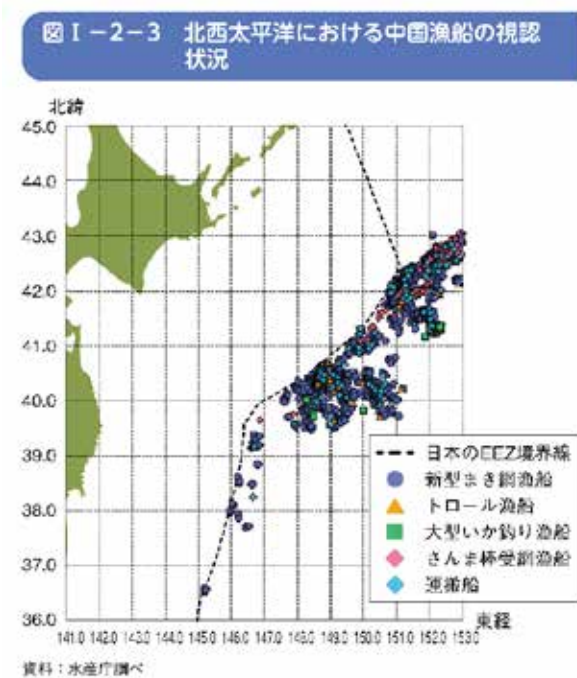 図Ⅰ－2－3 北西太平洋における中国漁船の視認
状況
北緯
45.0
44.0
43.0
42.0
41.0
40.0
39.0
38.0
37.0
36.0
141.0 142.0 143.0 144.0 145.0 146.0 147.0 148.0 149.0 150.0 151.0 152.0 153.0
東経
日本のEEZ境界線
新型まき網漁船
トロール漁船
大型いか釣り漁船
さんま棒受網漁船
運搬船
資料：水産庁調べ